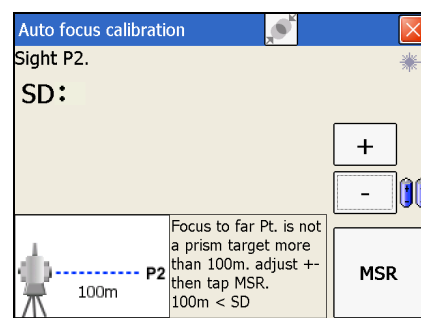 Auto focus calibration
Sight P2.
SD:
+
-
P2
100m
Focus to far Pt. is not
a prism target more
than 100m. adjust +-
then tap MSR.
100m < SD
MSR